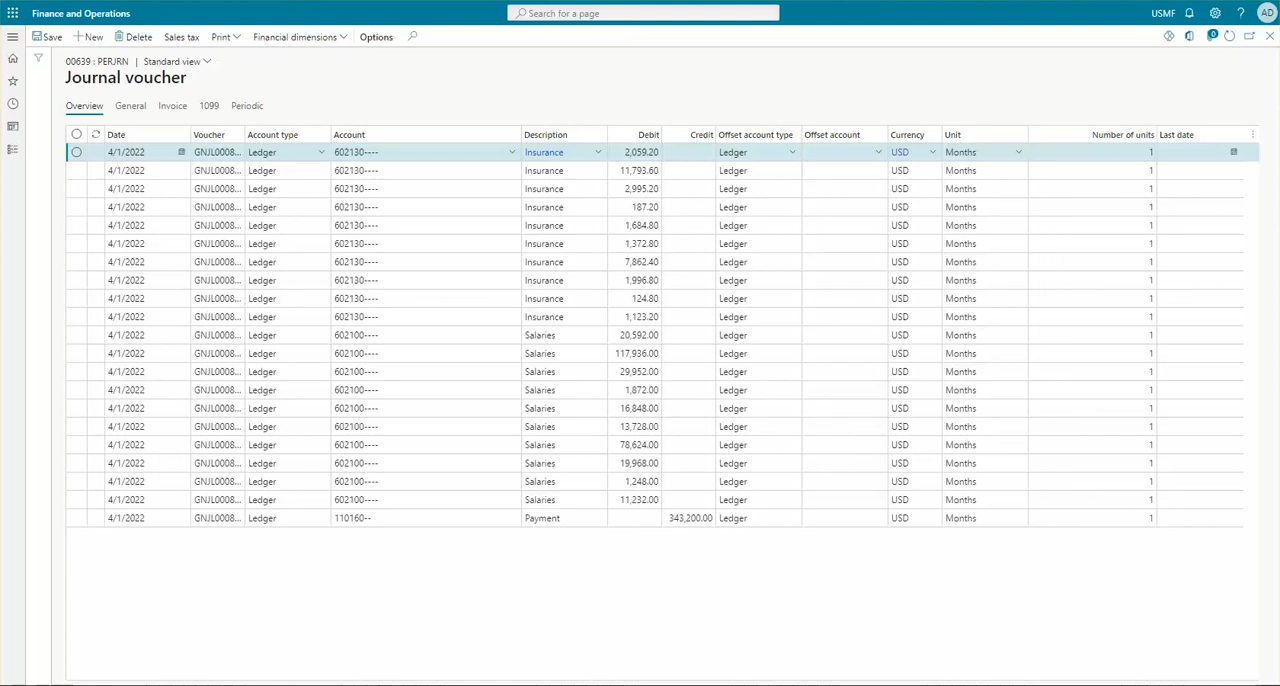 Finance and Operations Search for a page USMF ? AD
Save New Delete Sales tax Print Financial dimensions Options 0
00639 : PERJRN | Standard view
Journal voucher
Overview General Invoice 1099 Periodic
Date Voucher Account type Account Description Debit Credit Offset account type Offset account Currency Unit Number of units Last date
4/1/2022 GNJL0008... Ledger 602130---- Insurance 2,059.20 Ledger USD Months 1
4/1/2022 GNJL0008... Ledger 602130---- Insurance 11,793.60 Ledger USD Months 1
4/1/2022 GNJL0008... Ledger 602130---- Insurance 2,995.20 Ledger USD Months 1
4/1/2022 GNJL0008... Ledger 602130---- Insurance 187.20 Ledger USD Months 1
4/1/2022 GNJL0008... Ledger 602130---- Insurance 1,684.80 Ledger USD Months 1
4/1/2022 GNJL0008... Ledger 602130---- Insurance 1,372.80 Ledger USD Months 1
4/1/2022 GNJL0008... Ledger 602130---- Insurance 7,862.40 Ledger USD Months 1
4/1/2022 GNJL0008... Ledger 602130---- Insurance 1,996.80 Ledger USD Months 1
4/1/2022 GNJL0008... Ledger 602130---- Insurance 124.80 Ledger USD Months 1
4/1/2022 GNJL0008... Ledger 602130---- Insurance 1,123.20 Ledger USD Months 1
4/1/2022 GNJL0008... Ledger 602100---- Salaries 20,592.00 Ledger USD Months 1
4/1/2022 GNJL0008... Ledger 602100---- Salaries 117,936.00 Ledger USD Months 1
4/1/2022 GNJL0008... Ledger 602100---- Salaries 29,952.00 Ledger USD Months 1
4/1/2022 GNJL0008... Ledger 602100---- Salaries 1,872.00 Ledger USD Months 1
4/1/2022 GNJL0008... Ledger 602100---- Salaries 16,848.00 Ledger USD Months 1
4/1/2022 GNJL0008... Ledger 602100---- Salaries 13,728.00 Ledger USD Months 1
4/1/2022 GNJL0008... Ledger 602100---- Salaries 78,624.00 Ledger USD Months 1
4/1/2022 GNJL0008... Ledger 602100---- Salaries 19,968.00 Ledger USD Months 1
4/1/2022 GNJL0008... Ledger 602100---- Salaries 1,248.00 Ledger USD Months 1
4/1/2022 GNJL0008... Ledger 602100---- Salaries 11,232.00 Ledger USD Months 1
4/1/2022 GNJL0008... Ledger 110160-- Payment 343,200.00 Ledger USD Months 1